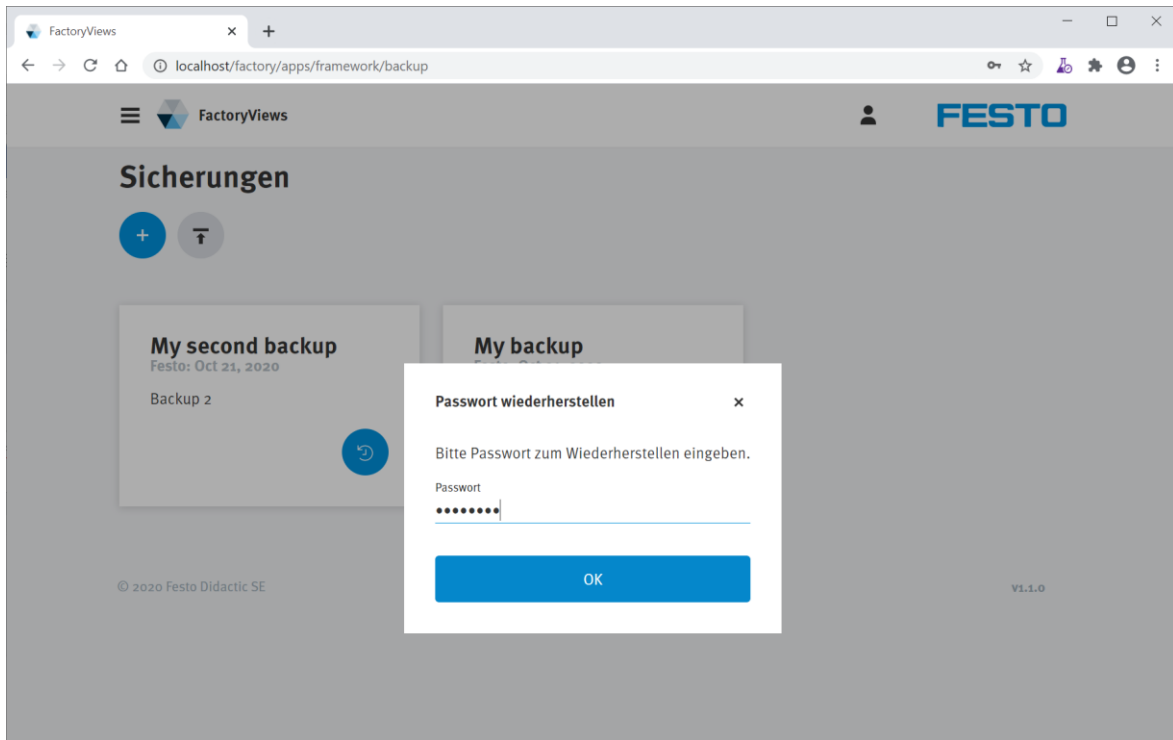 FactoryViews
localhost/factory/apps/framework/backup
FactoryViews
FESTO
Sicherungen
My second backup
Festo: Oct 21, 2020
Backup 2
My backup
Passwort wiederherstellen
Bitte Passwort zum Wiederherstellen eingeben.
Passwort
••••••••
OK
© 2020 Festo Didactic SE
v1.1.0